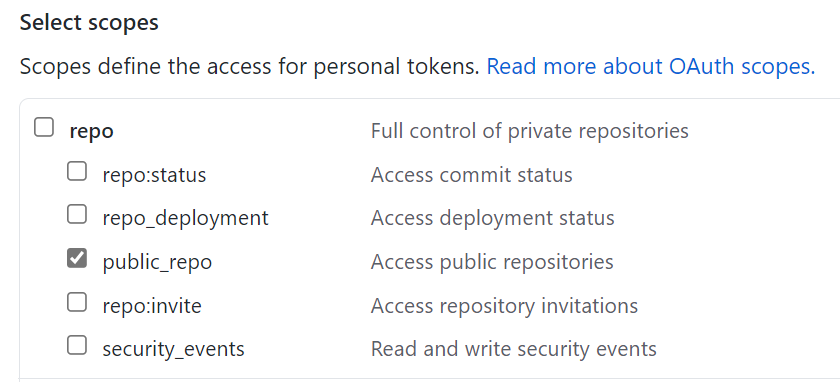 Select scopes
Scopes define the access for personal tokens. Read more about OAuth scopes.
repo Full control of private repositories
repo:status Access commit status
repo_deployment Access deployment status
public_repo Access public repositories
repo:invite Access repository invitations
security_events Read and write security events